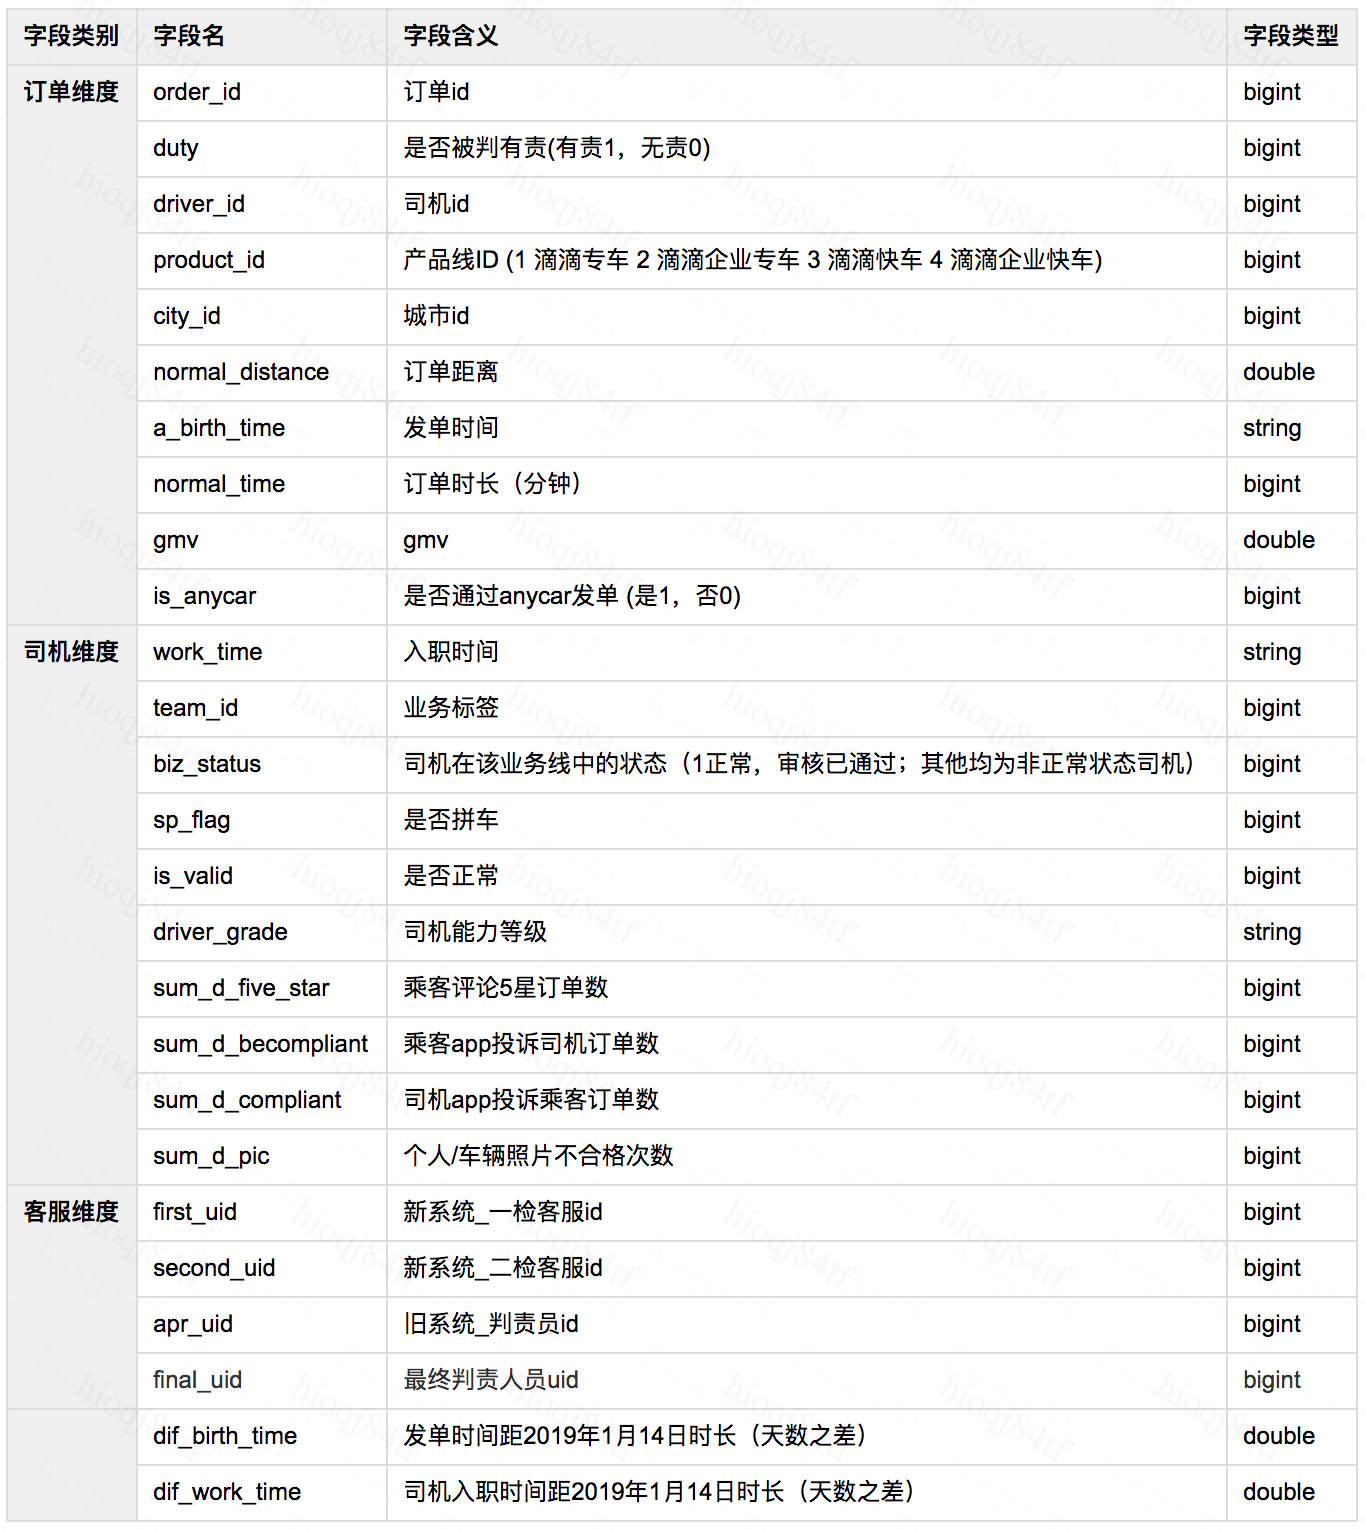 字段类别 字段名 字段含义 字段类型
订单维度 order_id 订单id bigint
duty 是否被判有责(有责1，无责0) bigint
driver_id 司机id bigint
product_id 产品线ID (1 滴滴专车 2 滴滴企业专车 3 滴滴快车 4 滴滴企业快车) bigint
city_id 城市id bigint
normal_distance 订单距离 double
a_birth_time 发单时间 string
normal_time 订单时长（分钟） bigint
gmv gmv double
is_anycar 是否通过anycar发单 (是1，否0) bigint
司机维度 work_time 入职时间 string
team_id 业务标签 bigint
biz_status 司机在该业务线中的状态（1正常，审核已通过；其他均为非正常状态司机） bigint
sp_flag 是否拼车 bigint
is_valid 是否正常 bigint
driver_grade 司机能力等级 string
sum_d_five_star 乘客评论5星订单数 bigint
sum_d_becompliant 乘客app投诉司机订单数 bigint
sum_d_compliant 司机app投诉乘客订单数 bigint
sum_d_pic 个人/车辆照片不合格次数 bigint
客服维度 first_uid 新系统_一检客服id bigint
second_uid 新系统_二检客服id bigint
apr_uid 旧系统_判责员id bigint
final_uid 最终判责人员uid bigint
dif_birth_time 发单时间距2019年1月14日时长（天数之差） double
dif_work_time 司机入职时间距2019年1月14日时长（天数之差） double
hioqj84tf